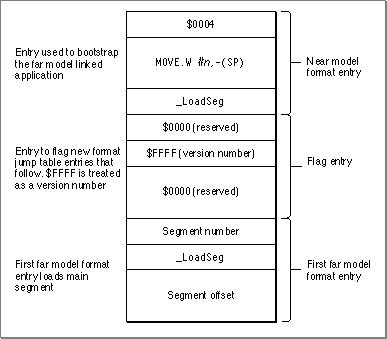 $0004
Entry used to bootstrap
the far model linked
application
MOVE.W #n,-(SP)
Near model
format entry
_LoadSeg
$0000(reserved)
Entry to flag new format
jump table entries that
follow. $FFFF is treated
as a version number
$FFFF(version number)
Flag entry
$0000(reserved)
Segment number
First far model format
entry loads main
segment
_LoadSeg
First far model
format entry
Segment offset